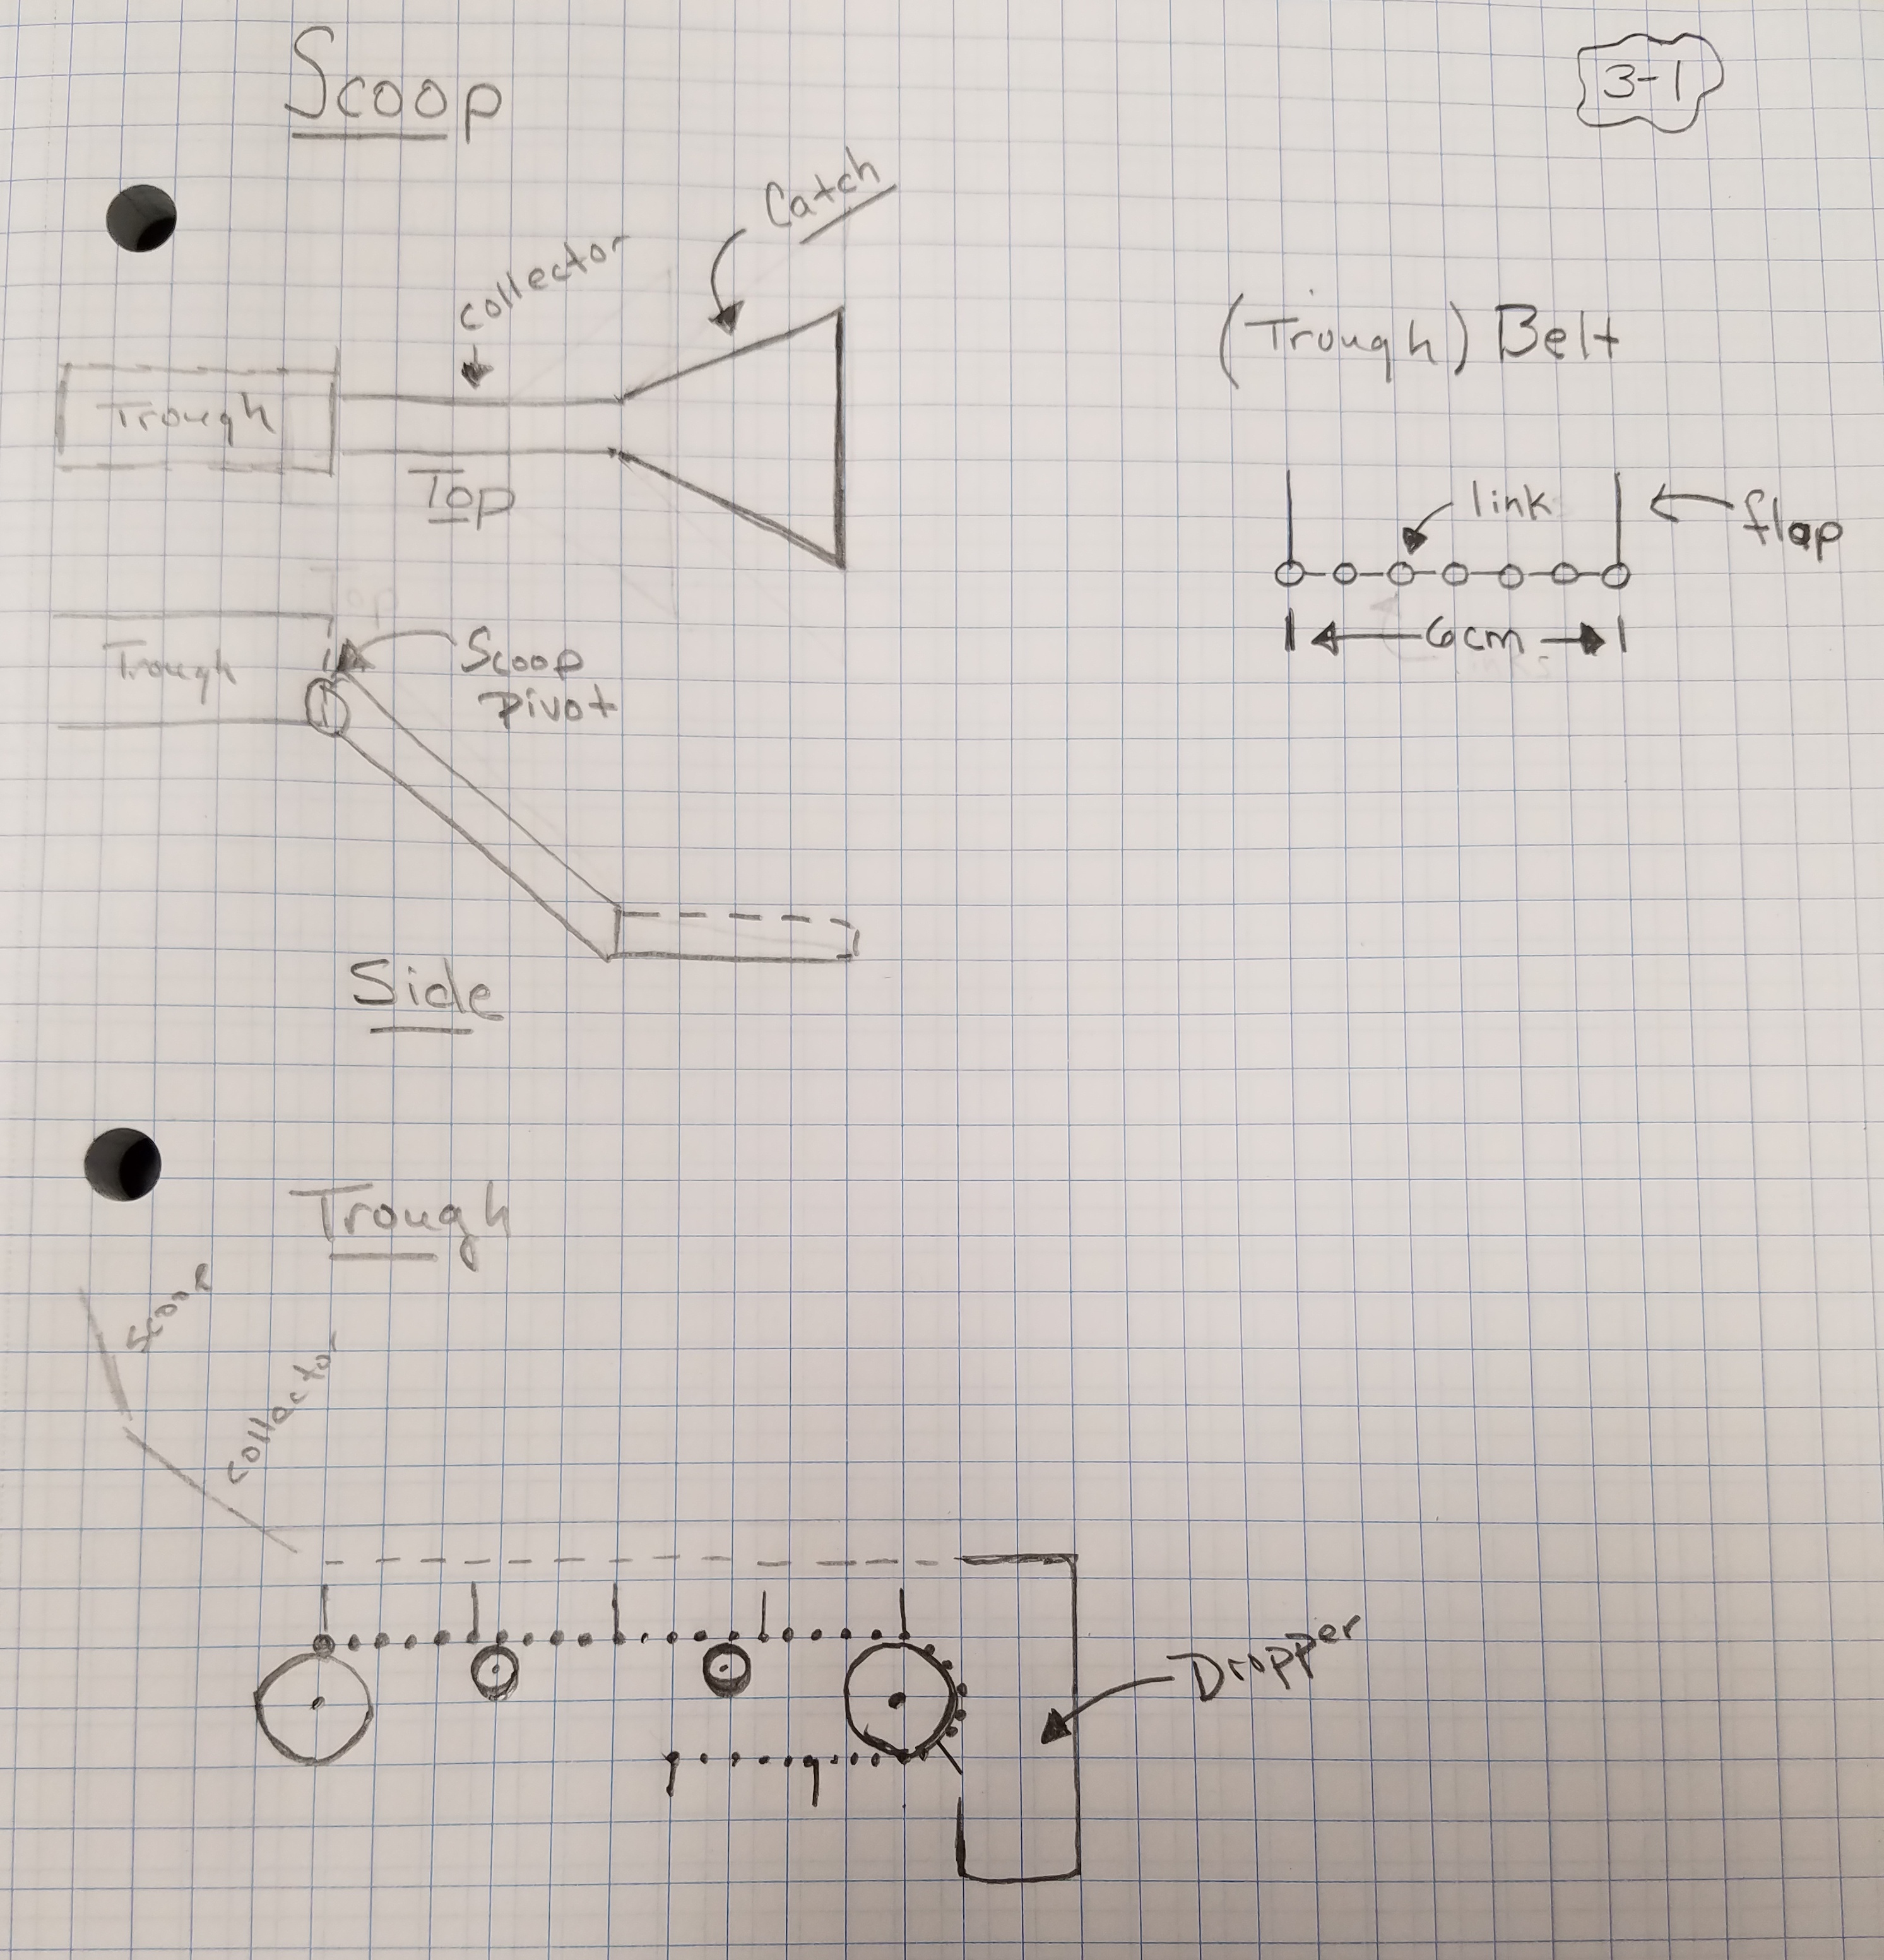 Scoop
3-1
Catch
collector
Trough
Top
(Trough) Belt
link
flap
6cm
Trough
Scoop
Pivot
Side
Trough
Scoop
collector
Dropper